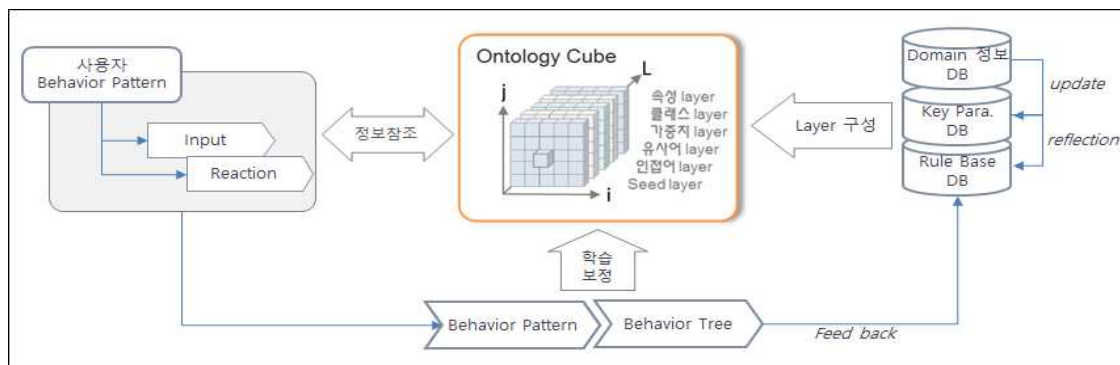 사용자
Behavior Pattern
Input
Reaction
정보참조
Ontology Cube
L
j
i
속성 layer
클래스 layer
가중치 layer
유사어 layer
인접어 layer
Seed layer
Layer 구성
Domain 정보
DB
Key Para.
DB
Rule Base
DB
update
reflection
학습
보정
Behavior Pattern
Behavior Tree
Feed back